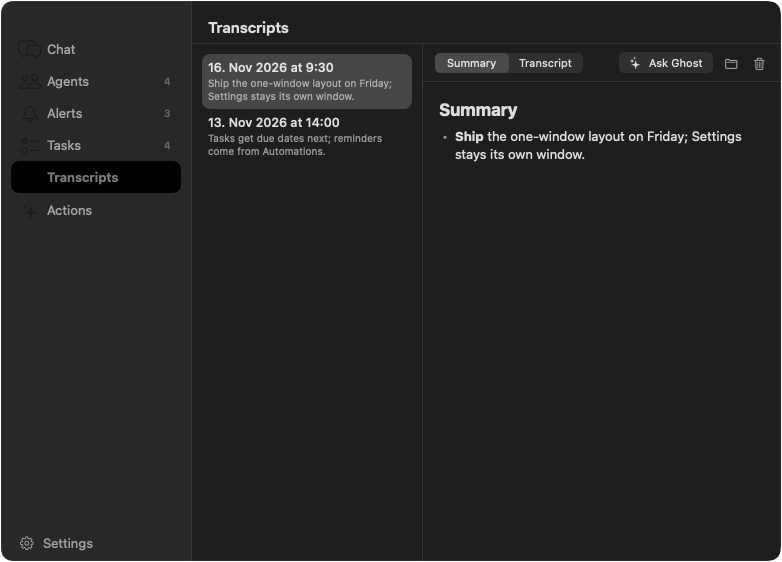 Transcripts
Chat
Agents 4
Alerts 3
Tasks 4
Transcripts
Actions
Settings
16. Nov 2026 at 9:30
Ship the one-window layout on Friday;
Settings stays its own window.
13. Nov 2026 at 14:00
Tasks get due dates next; reminders
come from Automations.
Summary Transcript Ask Ghost
Summary
• Ship the one-window layout on Friday; Settings
stays its own window.